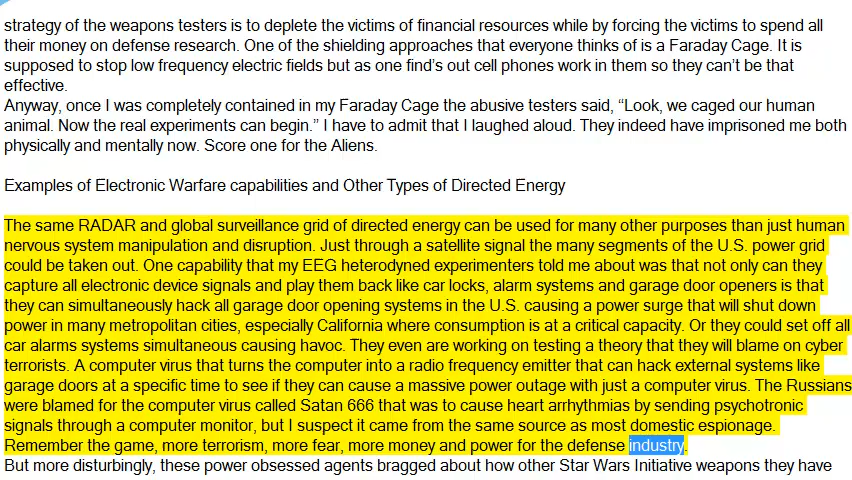 strategy of the weapons testers is to deplete the victims of financial resources while by forcing the victims to spend all
their money on defense research. One of the shielding approaches that everyone thinks of is a Faraday Cage. It is
supposed to stop low frequency electric fields but as one find’s out cell phones work in them so they can’t be that
effective.
Anyway, once I was completely contained in my Faraday Cage the abusive testers said, “Look, we caged our human
animal. Now the real experiments can begin.” I have to admit that I laughed aloud. They indeed have imprisoned me both
physically and mentally now. Score one for the Aliens.
Examples of Electronic Warfare capabilities and Other Types of Directed Energy
The same RADAR and global surveillance grid of directed energy can be used for many other purposes than just human
nervous system manipulation and disruption. Just through a satellite signal the many segments of the U.S. power grid
could be taken out. One capability that my EEG heterodyned experimenters told me about was that not only can they
capture all electronic device signals and play them back like car locks, alarm systems and garage door openers is that
they can simultaneously hack all garage door opening systems in the U.S. causing a power surge that will shut down
power in many metropolitan cities, especially California where consumption is at a critical capacity. Or they could set off all
car alarms systems simultaneous causing havoc. They even are working on testing a theory that they will blame on cyber
terrorists. A computer virus that turns the computer into a radio frequency emitter that can hack external systems like
garage doors at a specific time to see if they can cause a massive power outage with just a computer virus. The Russians
were blamed for the computer virus called Satan 666 that was to cause heart arrhythmias by sending psychotronic
signals through a computer monitor, but I suspect it came from the same source as most domestic espionage.
Remember the game, more terrorism, more fear, more money and power for the defense industry.
But more disturbingly, these power obsessed agents bragged about how other Star Wars Initiative weapons they have